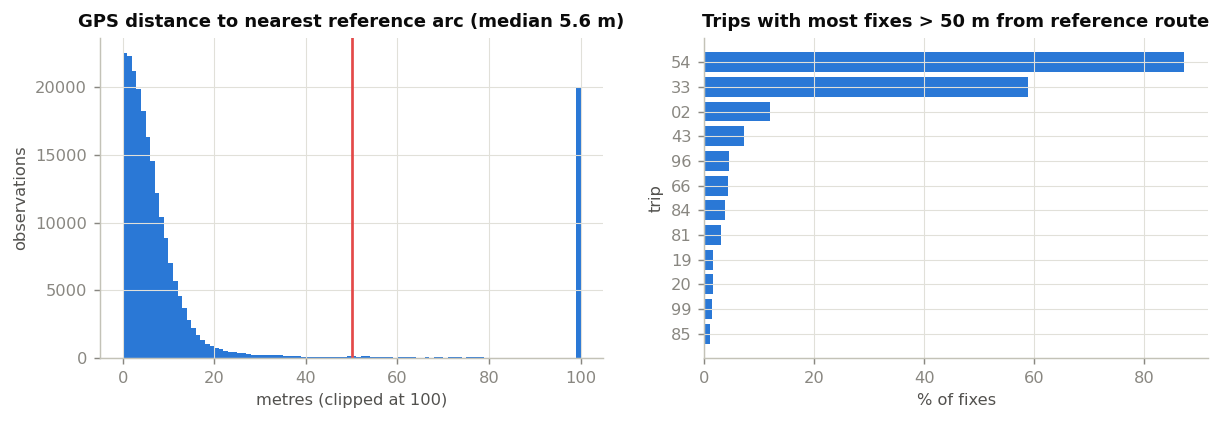 GPS distance to nearest reference arc (median 5.6 m)
20000
15000
10000
5000
0
observations
0 20 40 60 80 100
metres (clipped at 100)
Trips with most fixes > 50 m from reference route
54
33
02
43
96
66
84
81
19
20
99
85
trip
0 20 40 60 80
% of fixes